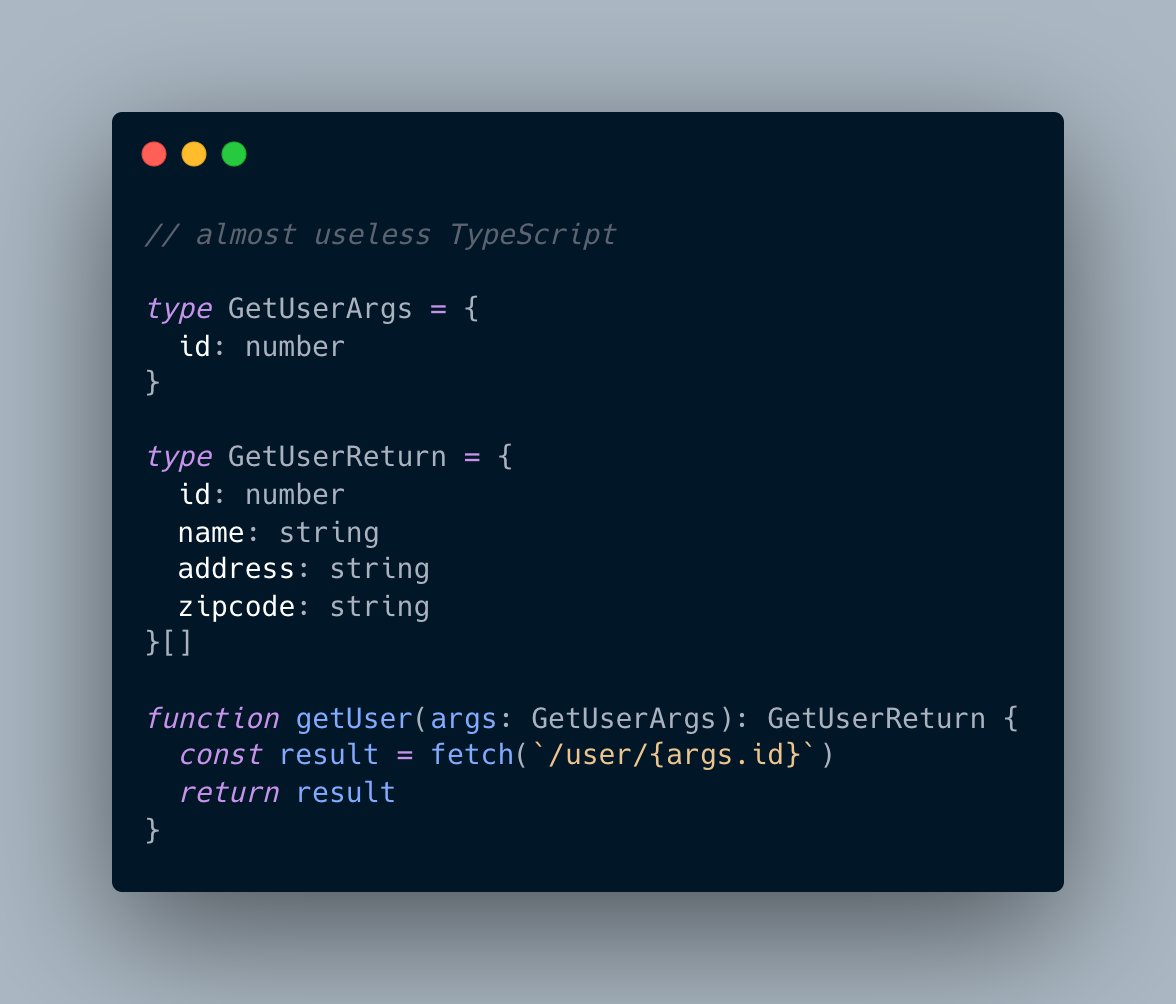 // almost useless TypeScript
type GetUserArgs = {
  id: number
}
type GetUserReturn = {
  id: number
  name: string
  address: string
  zipcode: string
}[]
function getUser(args: GetUserArgs): GetUserReturn {
  const result = fetch(`/user/{args.id}`)
  return result
}